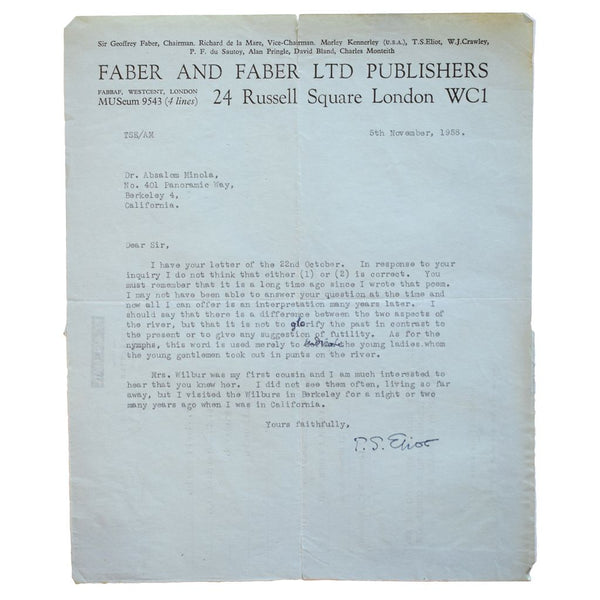 Sir Geoffrey Faber, Chairman. Richard de la Mare, Vice-Chairman. Morley Kennerley (U.S.A.), T.S.Eliot, W.J.Crawley,
P. F. du Sautoy, Alan Pringle, David Bland, Charles Monteith
FABER AND FABER LTD PUBLISHERS
FABBAF, WESTCENT, LONDON
MUSeum 9543 (4 lines)
24 Russell Square London WC1
TSE/AM
5th November, 1958.
Dr. Absalom Minola,
No. 401 Panoramic Way,
Berkeley 4,
California.
Dear Sir,
I have your letter of the 22nd October. In response to your
inquiry I do not think that either (1) or (2) is correct. You
must remember that it is a long time ago since I wrote that poem.
I may not have been able to answer your question at the time and
now all I can offer is an interpretation many years later. I
should say that there is a difference between the two aspects of
the river, but that it is not to glorify the past in contrast to
the present or to give any suggestion of futility. As for the
nymphs, this word is used merely to the young ladies whom
the young gentlemen took out in punts on the river.
Mrs. Wilbur was my first cousin and I am much interested to
hear that you knew her. I did not see them often, living so far
away, but I visited the Wilburs in Berkeley for a night or two
many years ago when I was in California.
Yours faithfully,
T. S. Eliot